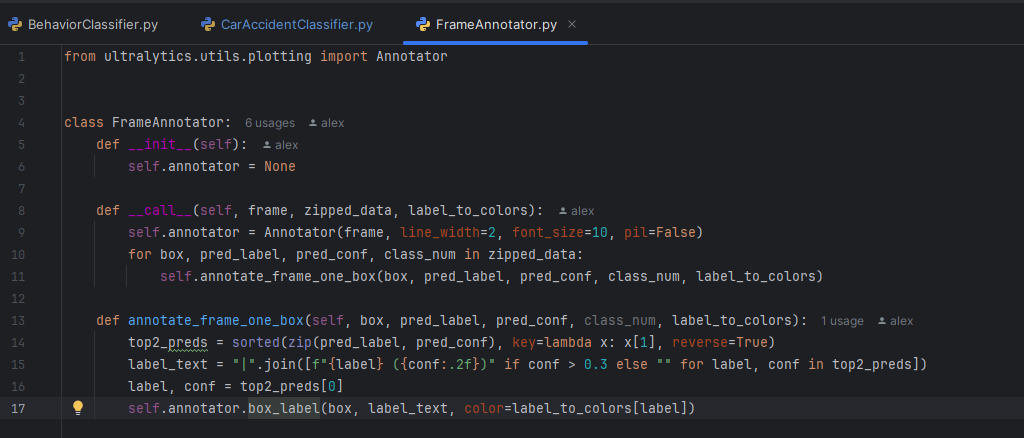 BehaviorClassifier.py CarAccidentClassifier.py FrameAnnotator.py ×
1 from ultralytics.utils.plotting import Annotator
2
3
4 class FrameAnnotator: 6 usages alex
5 def __init__(self): alex
6 self.annotator = None
7
8 def __call__(self, frame, zipped_data, label_to_colors): alex
9 self.annotator = Annotator(frame, line_width=2, font_size=10, pil=False)
10 for box, pred_label, pred_conf, class_num in zipped_data:
11 self.annotate_frame_one_box(box, pred_label, pred_conf, class_num, label_to_colors)
12
13 def annotate_frame_one_box(self, box, pred_label, pred_conf, class_num, label_to_colors): 1 usage alex
14 top2_preds = sorted(zip(pred_label, pred_conf), key=lambda x: x[1], reverse=True)
15 label_text = "|".join([f"{label} ({conf:.2f})" if conf > 0.3 else "" for label, conf in top2_preds])
16 label, conf = top2_preds[0]
17 self.annotator.box_label(box, label_text, color=label_to_colors[label])